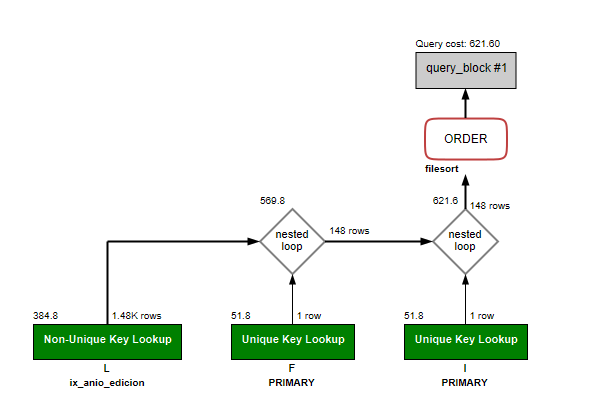 Query cost: 621.60
query_block #1
ORDER
filesort
569.8
621.6
148 rows
nested
loop
148 rows
nested
loop
384.8
1.48K rows
51.8
1 row
51.8
1 row
Non-Unique Key Lookup
Unique Key Lookup
Unique Key Lookup
L
F
I
ix_anio_edicion
PRIMARY
PRIMARY